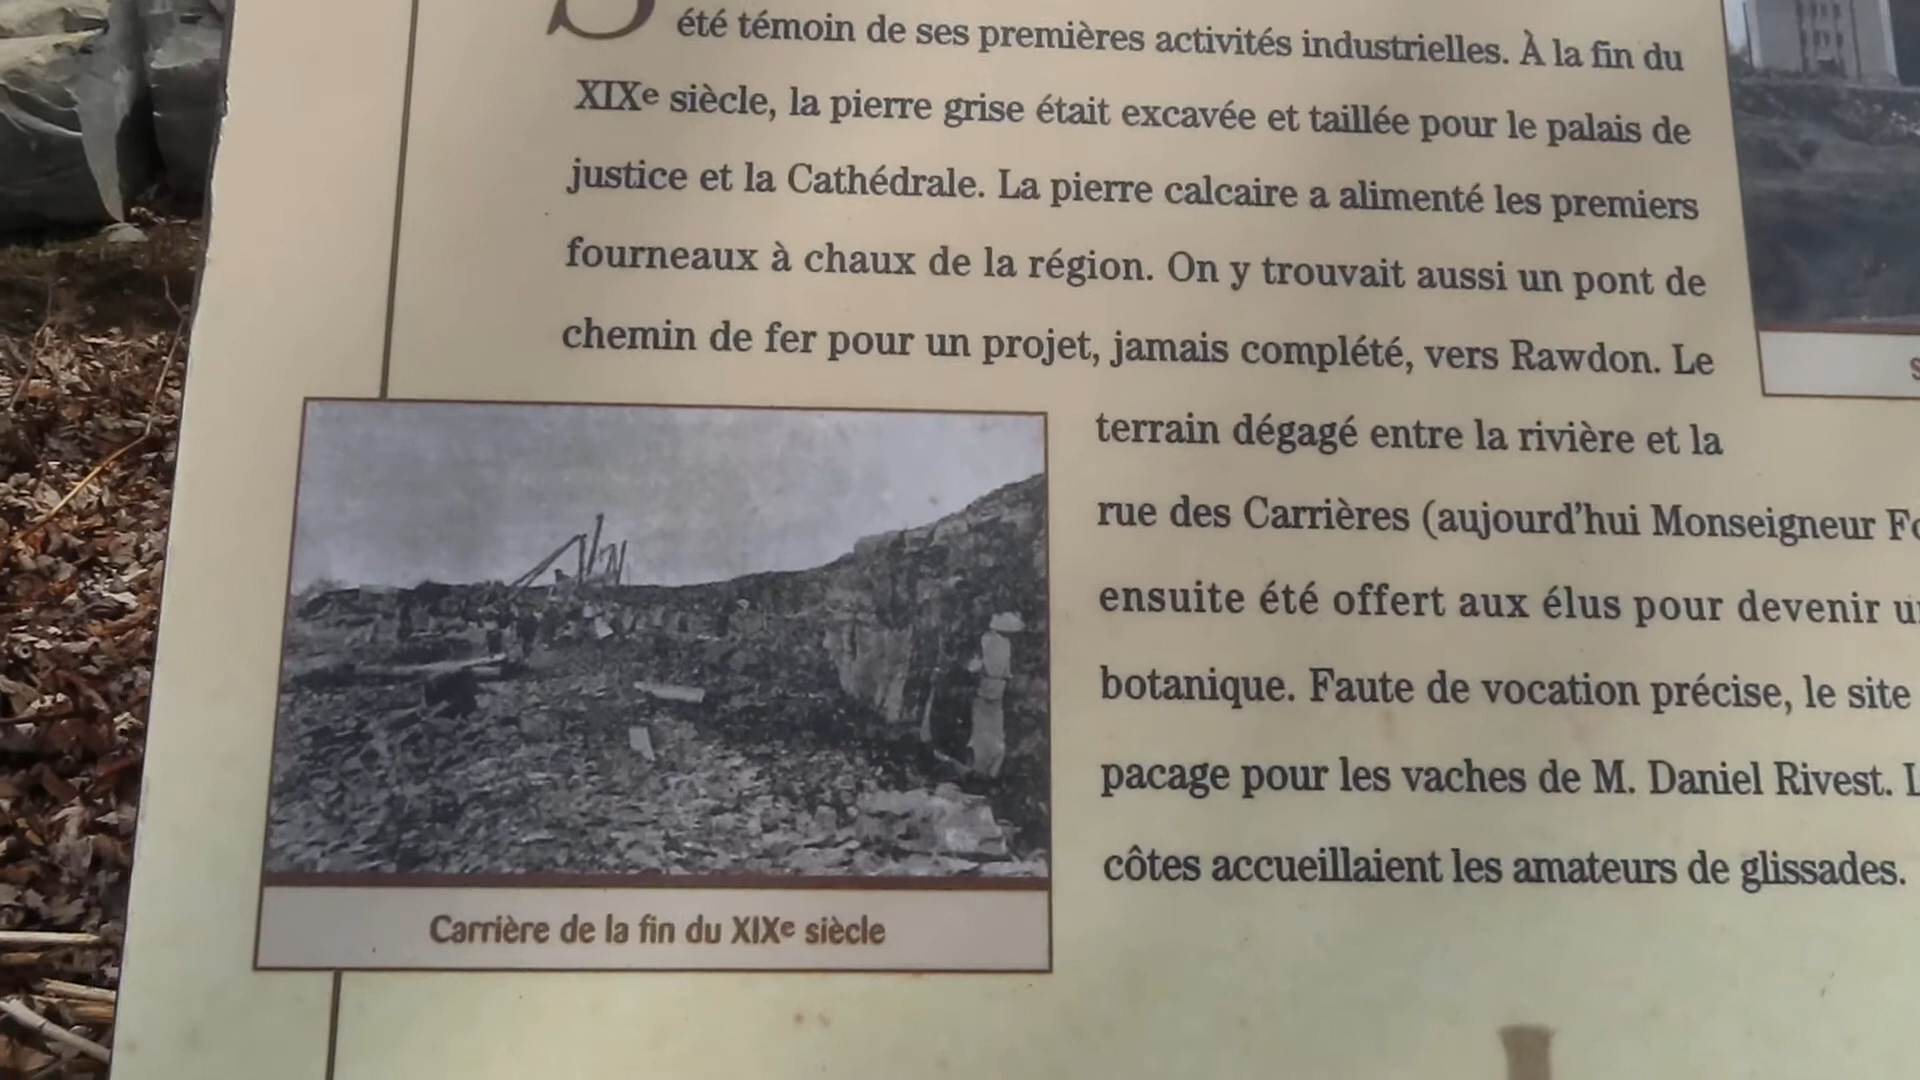 S
été témoin de ses premières activités industrielles. À la fin du
XIXe siècle, la pierre grise était excavée et taillée pour le palais de
justice et la Cathédrale. La pierre calcaire a alimenté les premiers
fourneaux à chaux de la région. On y trouvait aussi un pont de
chemin de fer pour un projet, jamais complété, vers Rawdon. Le
terrain dégagé entre la rivière et la
rue des Carrières (aujourd'hui Monseigneur
ensuite été offert aux élus pour devenir
botanique. Faute de vocation précise, le site
pacage pour les vaches de M. Daniel Rivest.
côtes accueillaient les amateurs de glissades.
Carrière de la fin du XIXe siècle